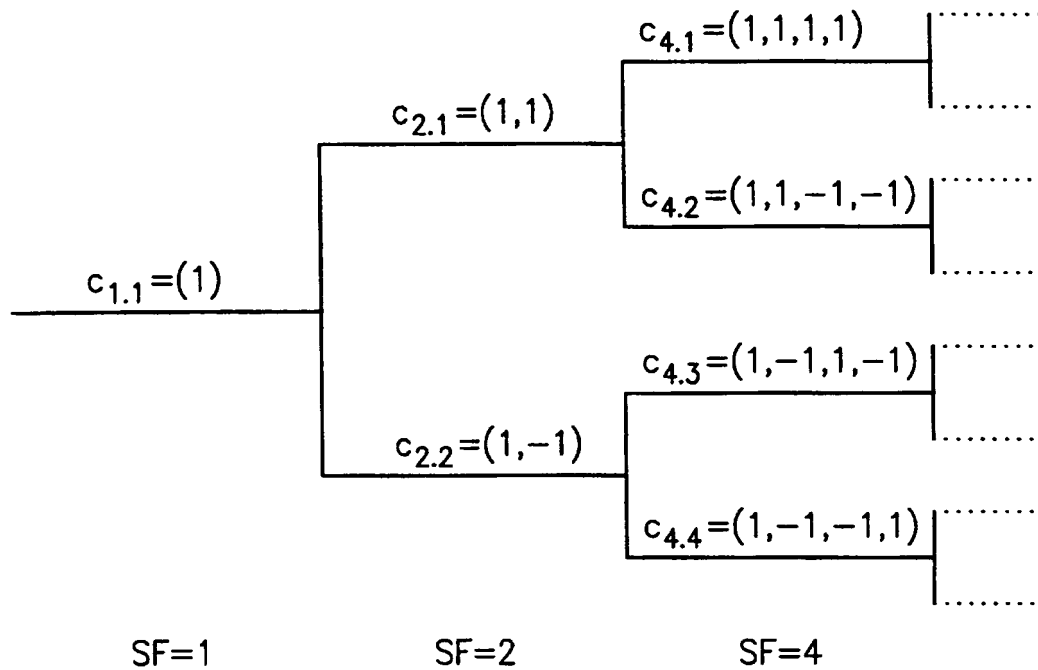 c4.1=(1,1,1,1)
c2.1=(1,1)
c4.2=(1,1,-1,-1)
c1.1=(1)
c4.3=(1,-1,1,-1)
c2.2=(1,-1)
c4.4=(1,-1,-1,1)
SF=1 SF=2 SF=4